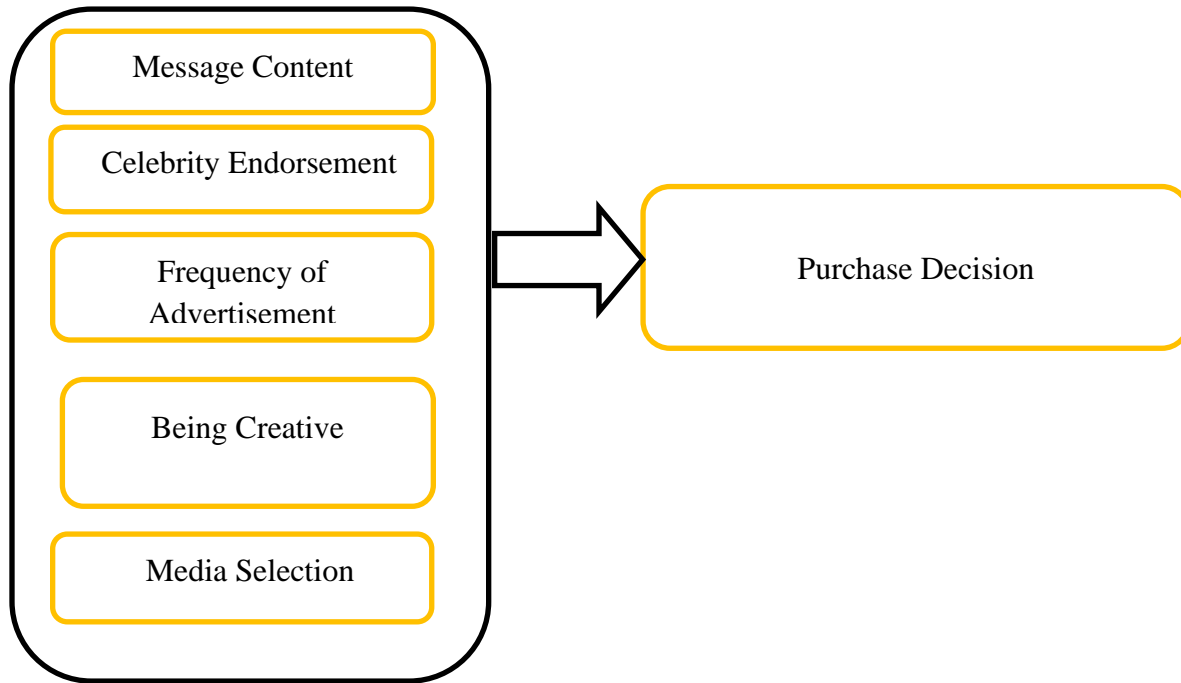 Message Content
Celebrity Endorsement
Frequency of
Advertisement
Purchase Decision
Being Creative
Media Selection